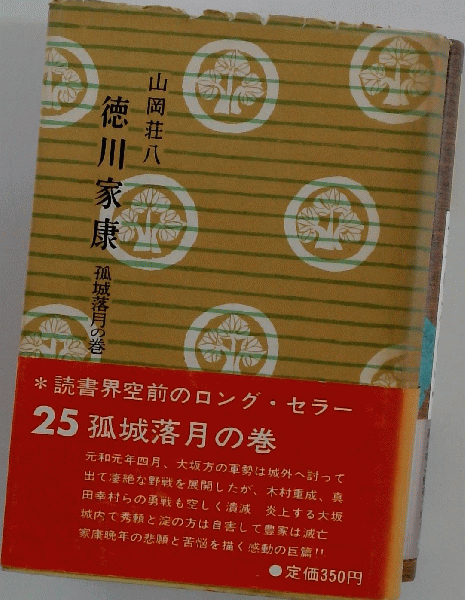 山岡荘八
徳川家康
孤城落月の巻
＊読書界空前のロング・セラー
25 孤城落月の巻
元和元年四月、大坂方の軍勢は城外へ討って
出て凄絶な野戦を展開したが、木村重成、真
田幸村らの勇戦も空しく潰滅　炎上する大坂
城内で秀頼と淀の方は自害して豊家は滅亡
家康晩年の悲願と苦悩を描く感動の巨篇!!
●定価350円